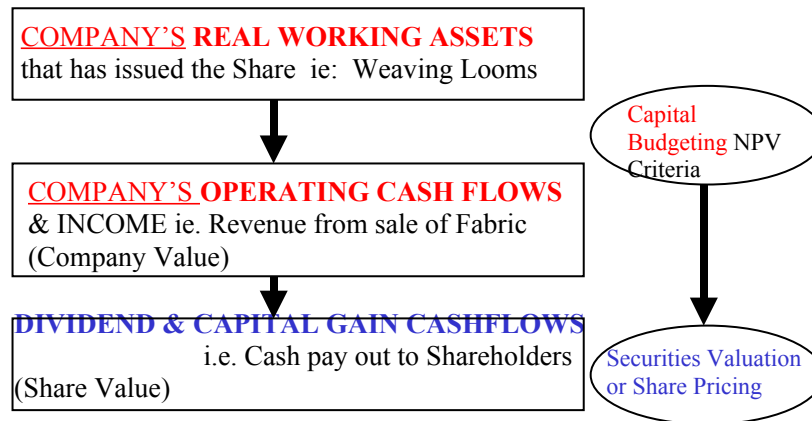 COMPANY'S REAL WORKING ASSETS
that has issued the Share ie: Weaving Looms
COMPANY'S OPERATING CASH FLOWS
& INCOME ie. Revenue from sale of Fabric
(Company Value)
DIVIDEND & CAPITAL GAIN CASHFLOWS
i.e. Cash pay out to Shareholders
(Share Value)
Capital
Budgeting NPV
Criteria
Securities Valuation
or Share Pricing